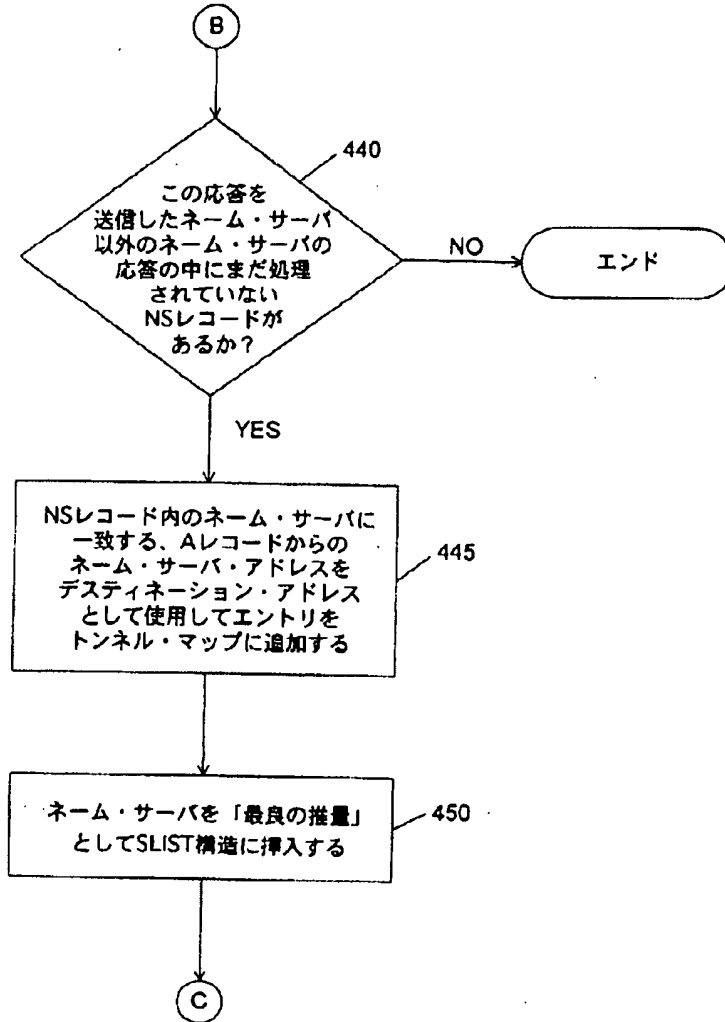 B
440
この応答を
送信したネーム・サーバ
以外のネーム・サーバの
応答の中にまだ処理
されていない
NSレコードが
あるか？
NO
エンド
YES
NSレコード内のネーム・サーバに
一致する、Aレコードからの
ネーム・サーバ・アドレスを
デスティネーション・アドレス
として使用してエントリを
トンネル・マップに追加する
445
ネーム・サーバを「最良の推量」
としてSLIST構造に挿入する
450
C